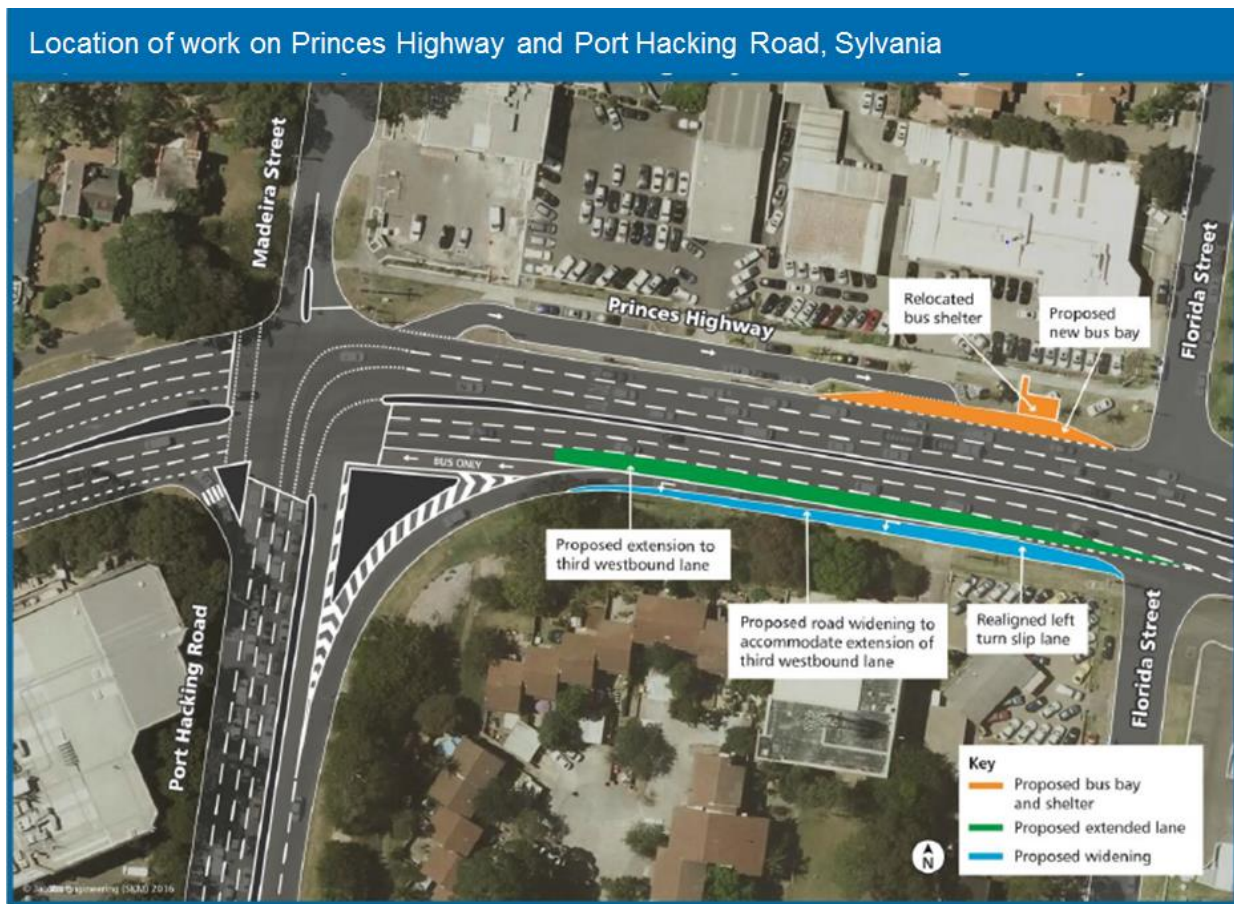 Location of work on Princes Highway and Port Hacking Road, Sylvania
Madeira Street
Princes Highway
Relocated
bus shelter
Proposed
new bus bay
Florida Street
BUS ONLY
Proposed extension to
third westbound lane
Proposed road widening to
accommodate extension of
third westbound lane
Realigned left
turn slip lane
Port Hacking Road
Florida Street
Key
Proposed bus bay
and shelter
Proposed extended lane
Proposed widening
N
Engineering (SKM) 2016